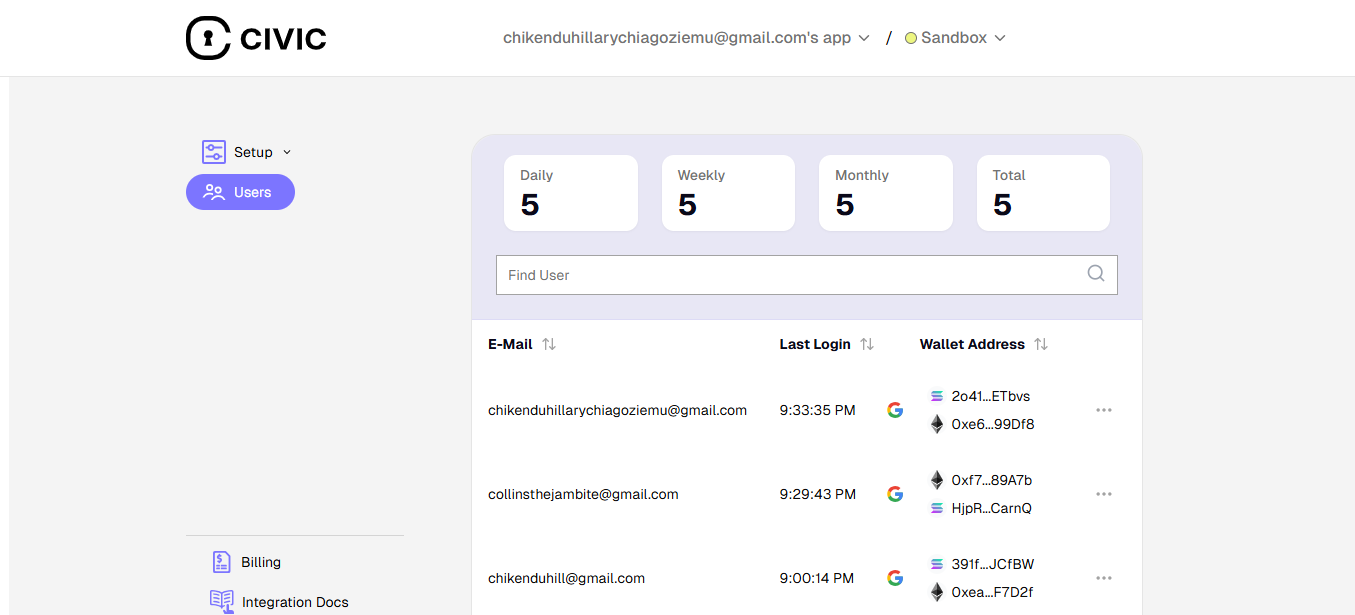 CIVIC
chikenduhillarychiagoziemu@gmail.com's app / Sandbox
Setup
Users
Daily Weekly Monthly Total
5 5 5 5
Find User
E-Mail Last Login Wallet Address
2o41...ETbvs
chikenduhillarychiagoziemu@gmail.com 9:33:35 PM
0xe6...99Df8
0xf7...89A7b
collinsthejambite@gmail.com 9:29:43 PM
HjpR...CarnQ
391f...JCfBW
chikenduhill@gmail.com 9:00:14 PM
0xea...F7D2f
Billing
Integration Docs